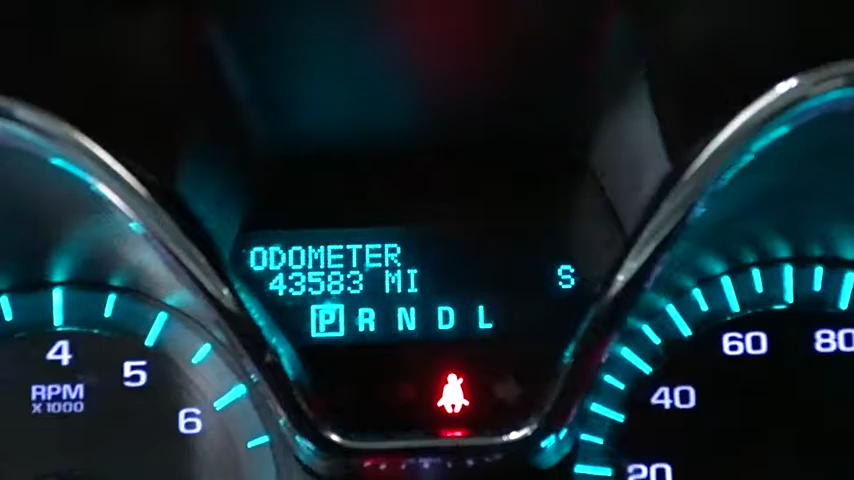 ODOMETER
43583 MI
S
P R N D L
4
5
6
RPM
X1000
20
40
60
80